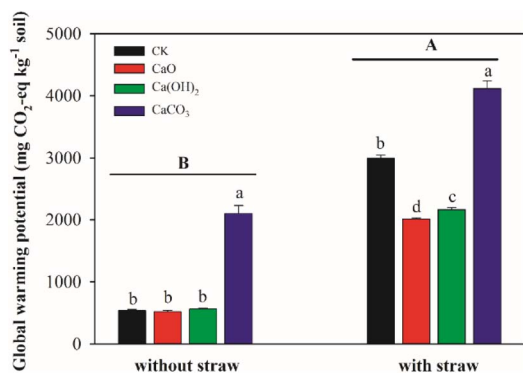 Global warming potential (mg CO₂-eq kg⁻¹ soil)
5000
4000
3000
2000
1000
0
CK
CaO
Ca(OH)₂
CaCO₃
B
A
b
b
b
a
b
d
c
a
without straw
with straw